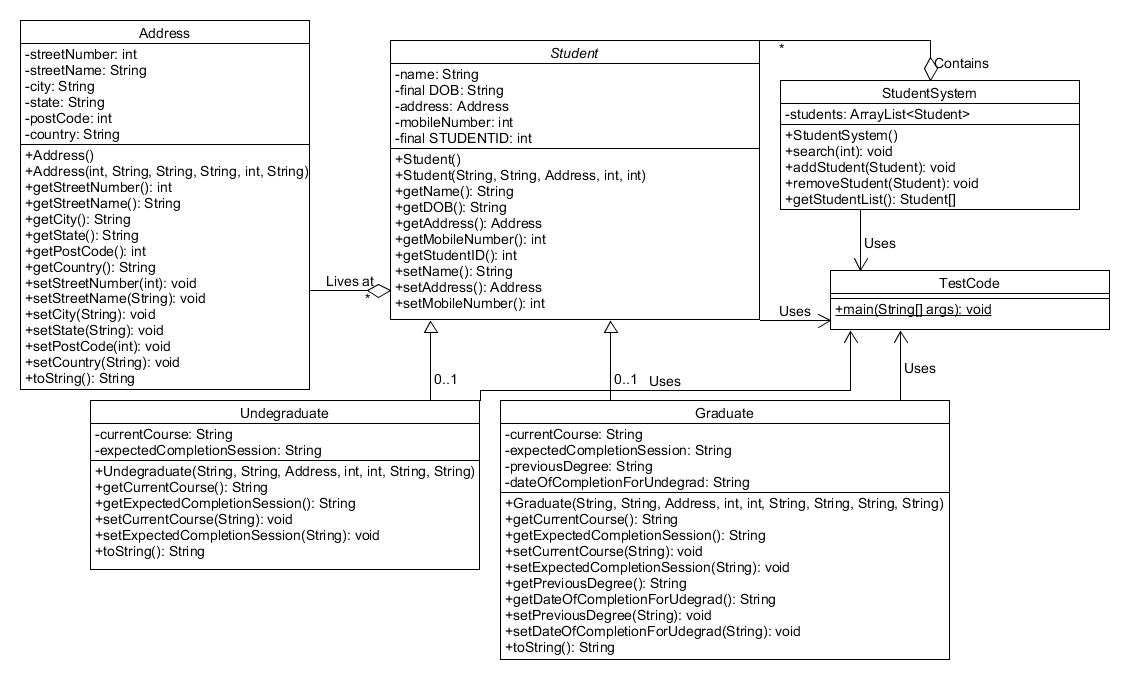 Address
-streetNumber: int
-streetName: String
-city: String
-state: String
-postCode: int
-country: String
+Address()
+Address(int, String, String, String, int, String)
+getStreetNumber(): int
+getStreetName(): String
+getCity(): String
+getState(): String
+getPostCode(): int
+getCountry(): String
+setStreetNumber(int): void
+setStreetName(String): void
+setCity(String): void
+setState(String): void
+setPostCode(int): void
+setCountry(String): void
+toString(): String
Lives at
*
Student
-name: String
-final DOB: String
-address: Address
-mobileNumber: int
-final STUDENTID: int
+Student()
+Student(String, String, Address, int, int)
+getName(): String
+getDOB(): String
+getAddress(): Address
+getMobileNumber(): int
+getStudentID(): int
+setName(): String
+setAddress(): Address
+setMobileNumber(): int
*
Contains
StudentSystem
-students: ArrayList<Student>
+StudentSystem()
+search(int): void
+addStudent(Student): void
+removeStudent(Student): void
+getStudentList(): Student[]
Uses
TestCode
+main(String[] args): void
Uses
0..1
0..1
Uses
Uses
Undegraduate
-currentCourse: String
-expectedCompletionSession: String
+Undegraduate(String, String, Address, int, int, String, String)
+getCurrentCourse(): String
+getExpectedCompletionSession(): String
+setCurrentCourse(String): void
+setExpectedCompletionSession(String): void
+toString(): String
Graduate
-currentCourse: String
-expectedCompletionSession: String
-previousDegree: String
-dateOfCompletionForUndegrad: String
+Graduate(String, String, Address, int, int, String, String, String, String)
+getCurrentCourse(): String
+getExpectedCompletionSession(): String
+setCurrentCourse(String): void
+setExpectedCompletionSession(String): void
+getPreviousDegree(): String
+getDateOfCompletionForUdegrad(): String
+setPreviousDegree(String): void
+setDateOfCompletionForUdegrad(String): void
+toString(): String